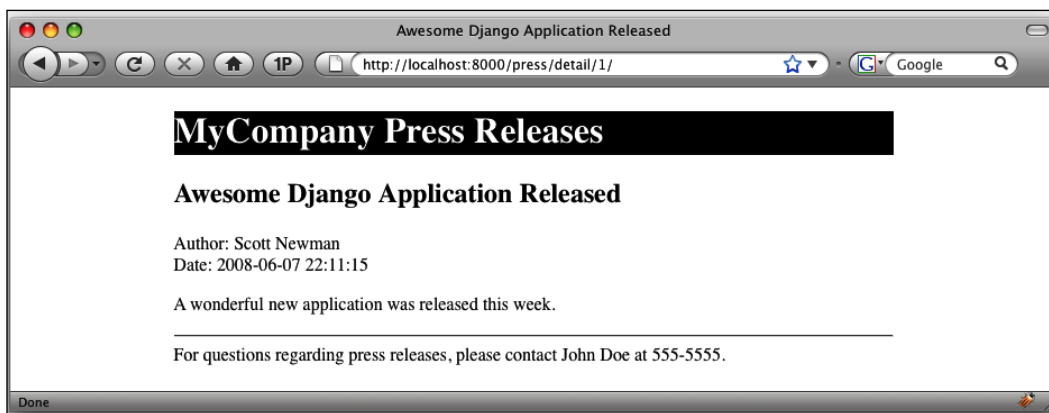 Awesome Django Application Released
1P
http://localhost:8000/press/detail/1/
G
Google
MyCompany Press Releases
Awesome Django Application Released
Author: Scott Newman
Date: 2008-06-07 22:11:15
A wonderful new application was released this week.
For questions regarding press releases, please contact John Doe at 555-5555.
Done